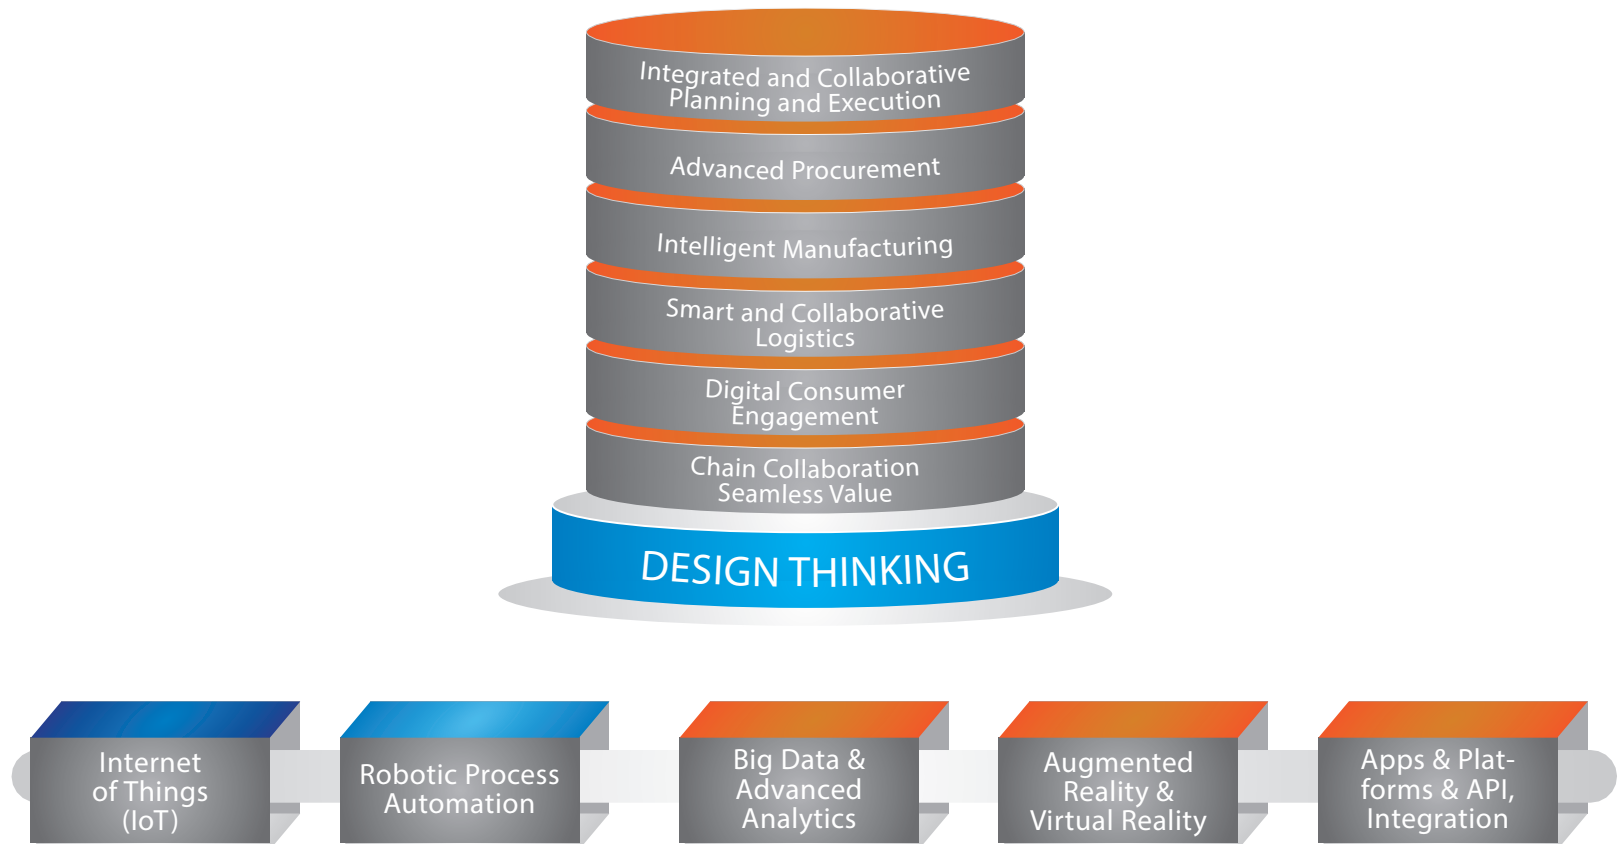 Integrated and Collaborative
Planning and Execution
Advanced Procurement
Intelligent Manufacturing
Smart and Collaborative
Logistics
Digital Consumer
Engagement
Chain Collaboration
Seamless Value
DESIGN THINKING
Internet
of Things
(IoT)
Robotic Process
Automation
Big Data &
Advanced
Analytics
Augmented
Reality &
Virtual Reality
Apps & Plat-
forms & API,
Integration